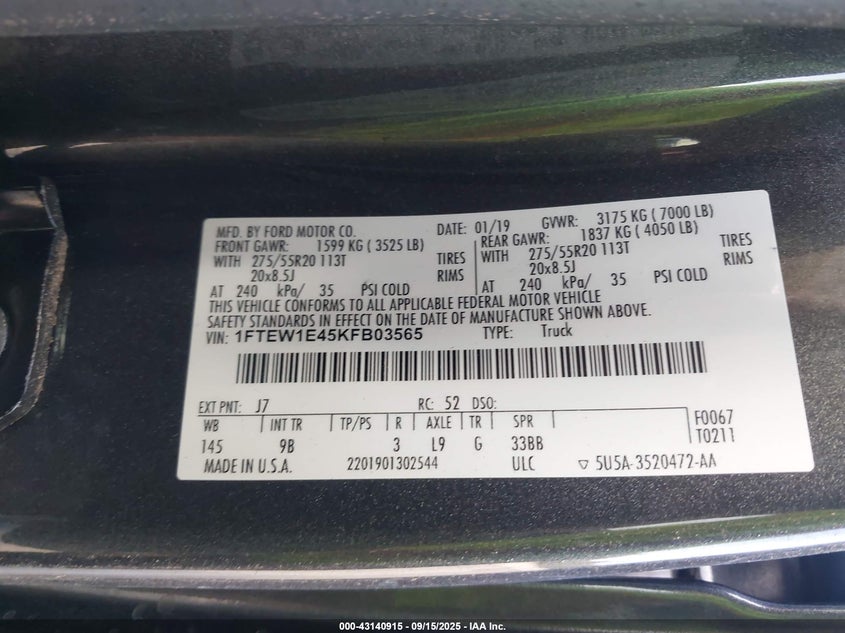 MFD. BY FORD MOTOR CO. DATE: 01/19 GVWR: 3175 KG ( 7000 LB)
FRONT GAWR: 1599 KG ( 3525 LB) REAR GAWR: 1837 KG ( 4050 LB)
WITH 275/55R20 113T TIRES WITH 275/55R20 113T TIRES
20x8.5J RIMS 20x8.5J RIMS
AT 240 kPa/ 35 PSI COLD AT 240 kPa/ 35 PSI COLD
THIS VEHICLE CONFORMS TO ALL APPLICABLE FEDERAL MOTOR VEHICLE
SAFETY STANDARDS IN EFFECT ON THE DATE OF MANUFACTURE SHOWN ABOVE.
VIN: 1FTEW1E45KFB03565 TYPE: Truck
EXT PNT: J7 RC: 52 DSO:
WB INT TR TP/PS R AXLE TR SPR F0067
145 9B 3 L9 G 33BB T0211
MADE IN U.S.A. 2201901302544 ULC ▽ 5U5A-3520472-AA
000-43140915 - 09/15/2025 - IAA Inc.